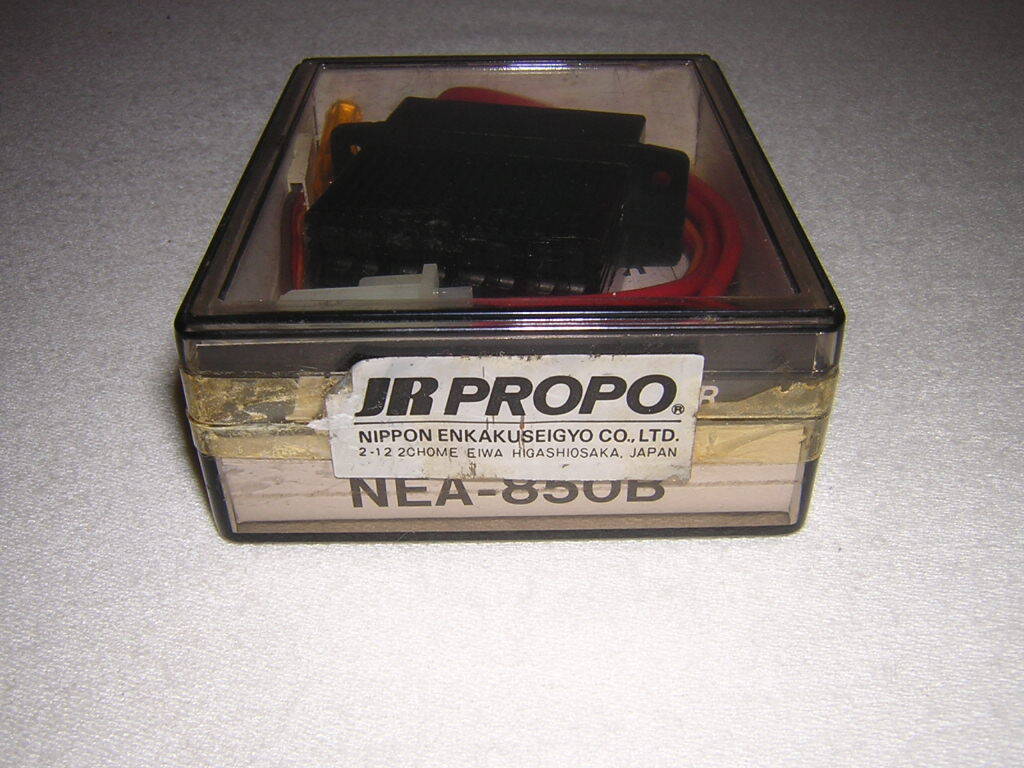 JR PROPO®
NIPPON ENKAKUSEIGYO CO., LTD.
2-12 2CHOME EIWA HIGASHIOSAKA, JAPAN
NEA-850B